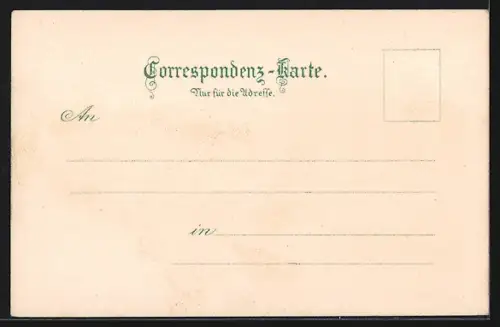 Correspondenz-Karte.
Nur für die Adresse.
An
in